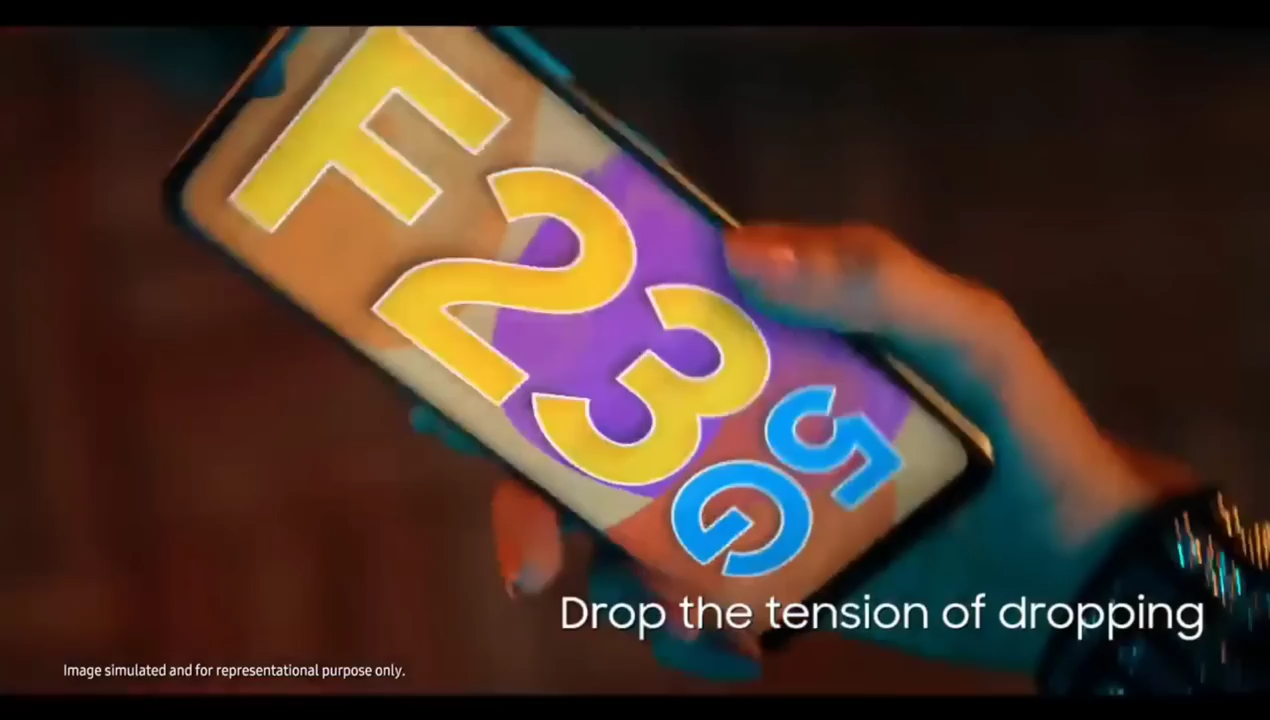 F23
5G
Drop the tension of dropping
Image simulated and for representational purpose only.